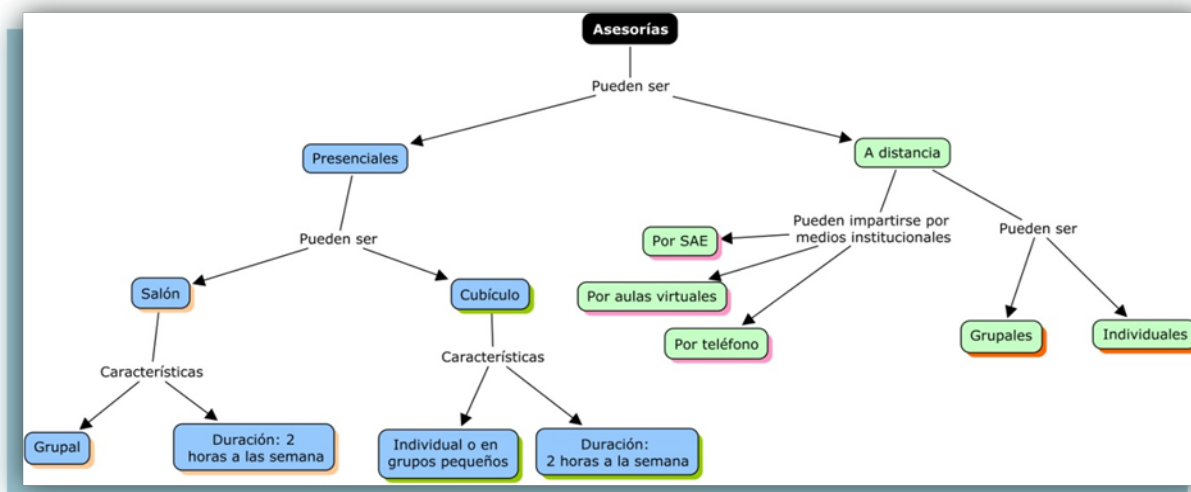 Asesorías
Pueden ser
Presenciales
A distancia
Pueden ser
Salón
Cubículo
Características
Características
Grupal
Duración: 2
horas a las semana
Individual o en
grupos pequeños
Duración:
2 horas a la semana
Pueden impartirse por
medios institucionales
Por SAE
Por aulas virtuales
Por teléfono
Pueden ser
Grupales
Individuales